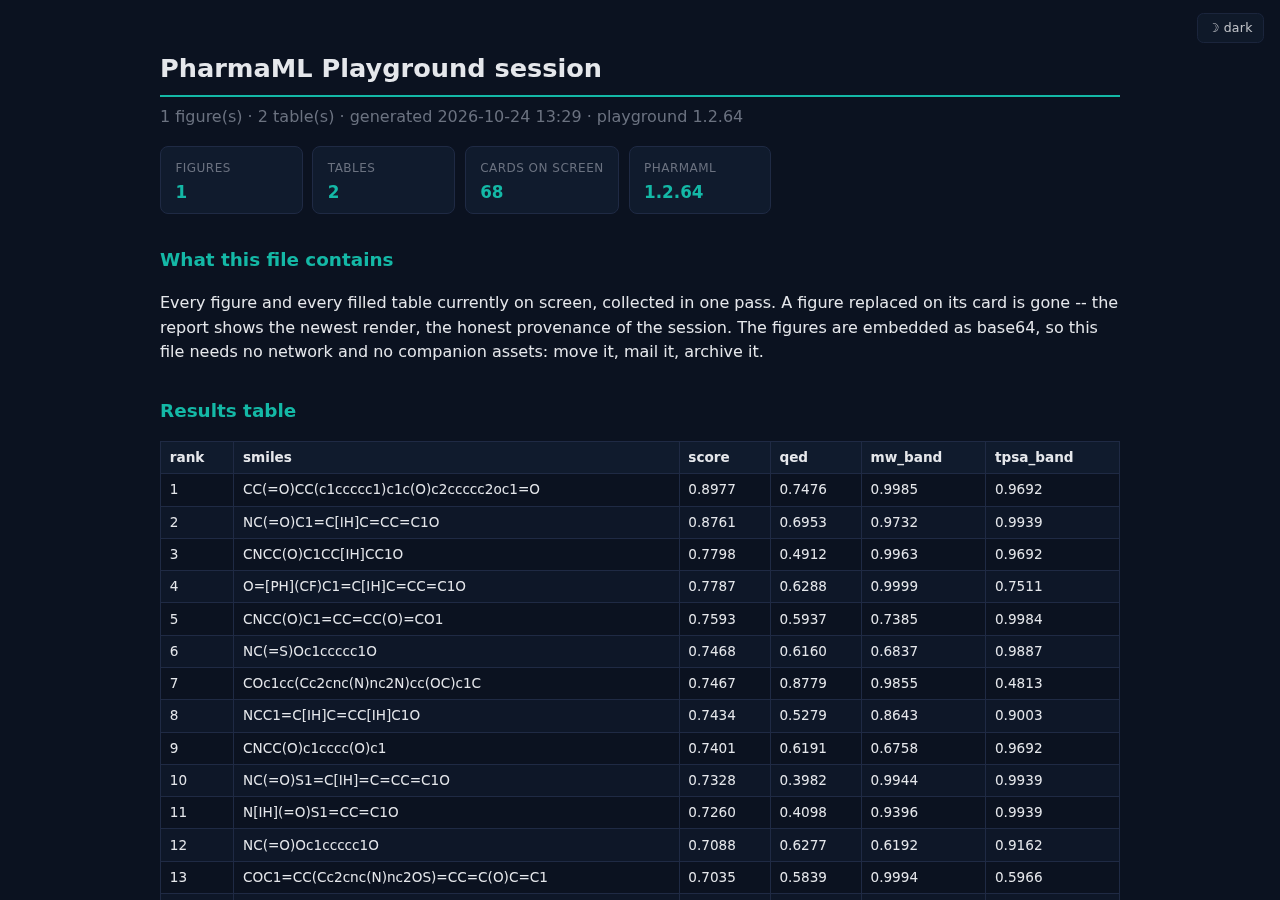 ☽ dark
PharmaML Playground session
1 figure(s) · 2 table(s) · generated 2026-10-24 13:29 · playground 1.2.64
FIGURES TABLES CARDS ON SCREEN PHARMAML
1 2 68 1.2.64
What this file contains
Every figure and every filled table currently on screen, collected in one pass. A figure replaced on its card is gone -- the
report shows the newest render, the honest provenance of the session. The figures are embedded as base64, so this
file needs no network and no companion assets: move it, mail it, archive it.
Results table
rank smiles score qed mw_band tpsa_band
1 CC(=O)CC(c1ccccc1)c1c(O)c2ccccc2oc1=O 0.8977 0.7476 0.9985 0.9692
2 NC(=O)C1=C[IH]C=CC=C1O 0.8761 0.6953 0.9732 0.9939
3 CNCC(O)C1CC[IH]CC1O 0.7798 0.4912 0.9963 0.9692
4 O=[PH](CF)C1=C[IH]C=CC=C1O 0.7787 0.6288 0.9999 0.7511
5 CNCC(O)C1=CC=CC(O)=CO1 0.7593 0.5937 0.7385 0.9984
6 NC(=S)Oc1ccccc1O 0.7468 0.6160 0.6837 0.9887
7 COc1cc(Cc2cnc(N)nc2N)cc(OC)c1C 0.7467 0.8779 0.9855 0.4813
8 NCC1=C[IH]C=CC[IH]C1O 0.7434 0.5279 0.8643 0.9003
9 CNCC(O)c1cccc(O)c1 0.7401 0.6191 0.6758 0.9692
10 NC(=O)S1=C[IH]=C=CC=C1O 0.7328 0.3982 0.9944 0.9939
11 N[IH](=O)S1=CC=C1O 0.7260 0.4098 0.9396 0.9939
12 NC(=O)Oc1ccccc1O 0.7088 0.6277 0.6192 0.9162
13 COC1=CC(Cc2cnc(N)nc2OS)=CC=C(O)C=C1 0.7035 0.5839 0.9994 0.5966